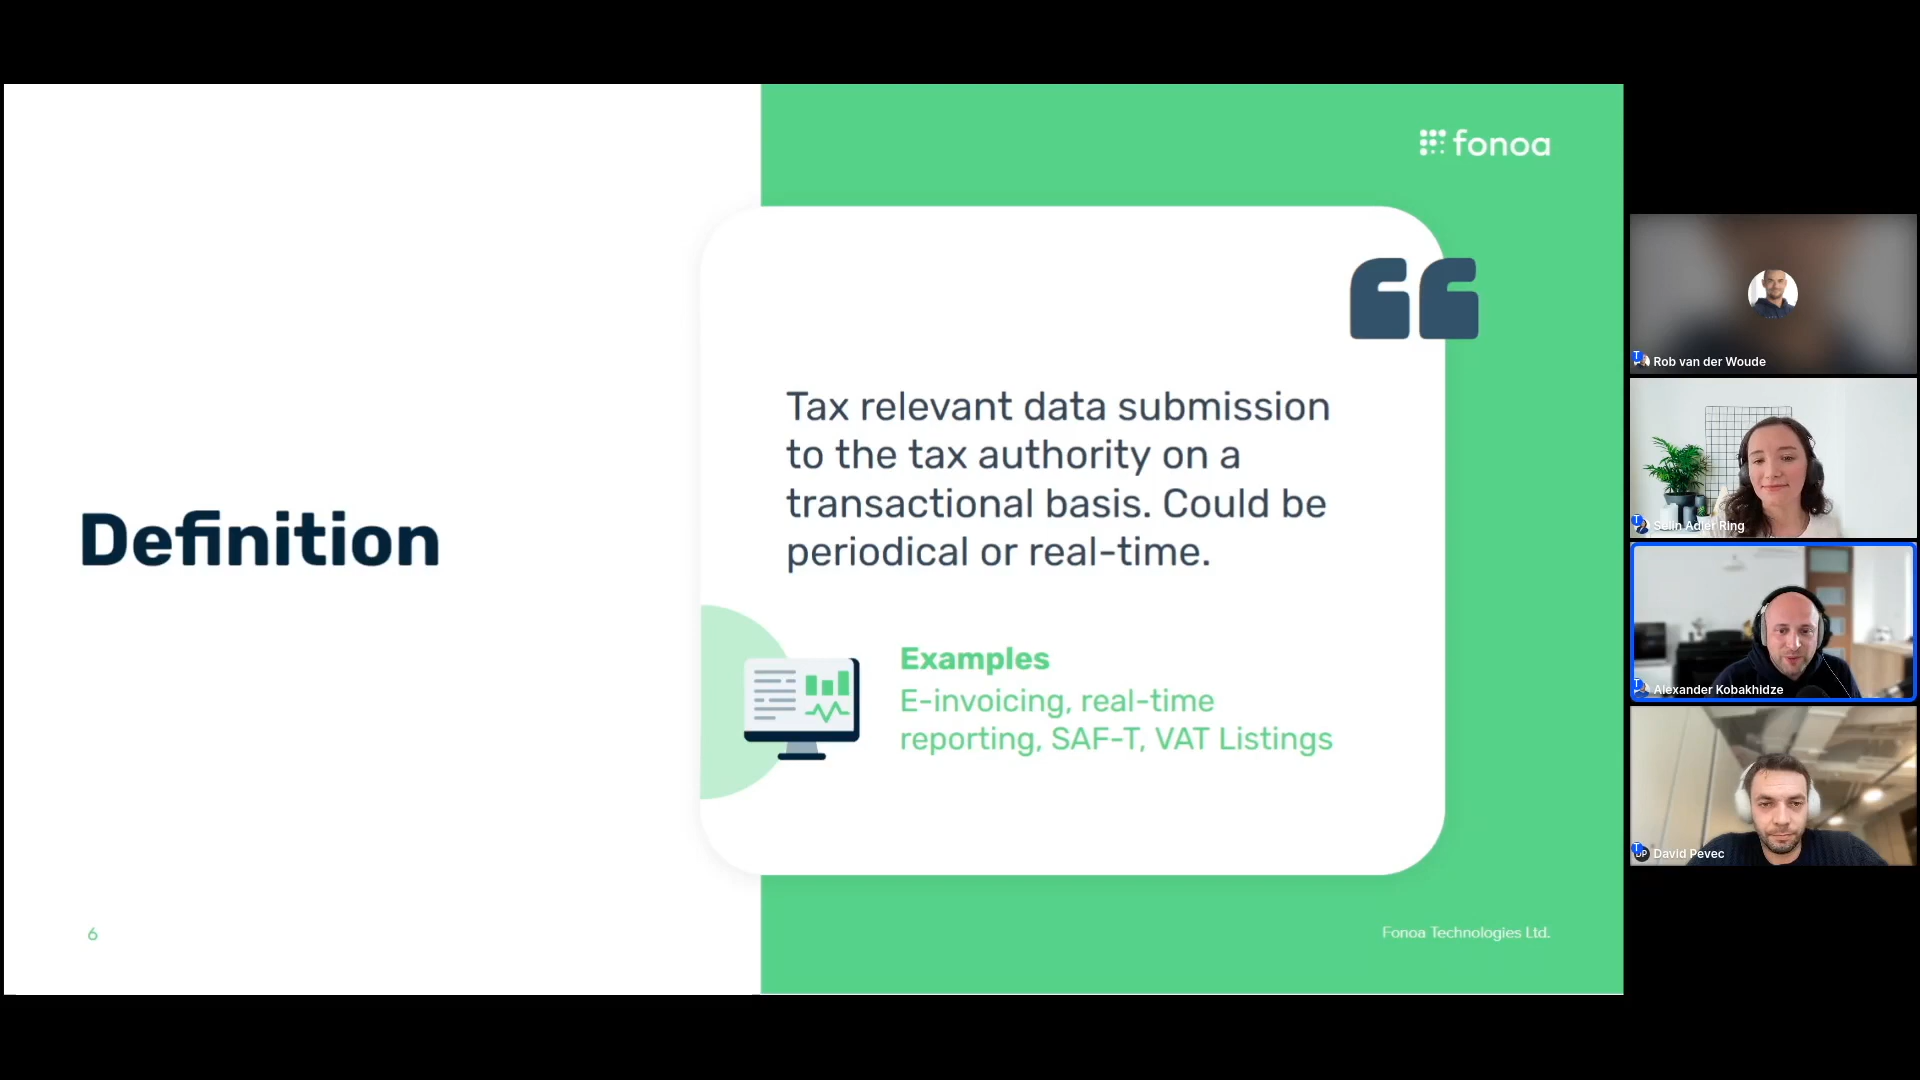 fonoa
Definition
Tax relevant data submission
to the tax authority on a
transactional basis. Could be
periodical or real-time.
Examples
E-invoicing, real-time
reporting, SAF-T, VAT Listings
6
Fonoa Technologies Ltd.
Rob van der Woude
Selin Adler Ring
Alexander Kobakhidze
DP David Pevec